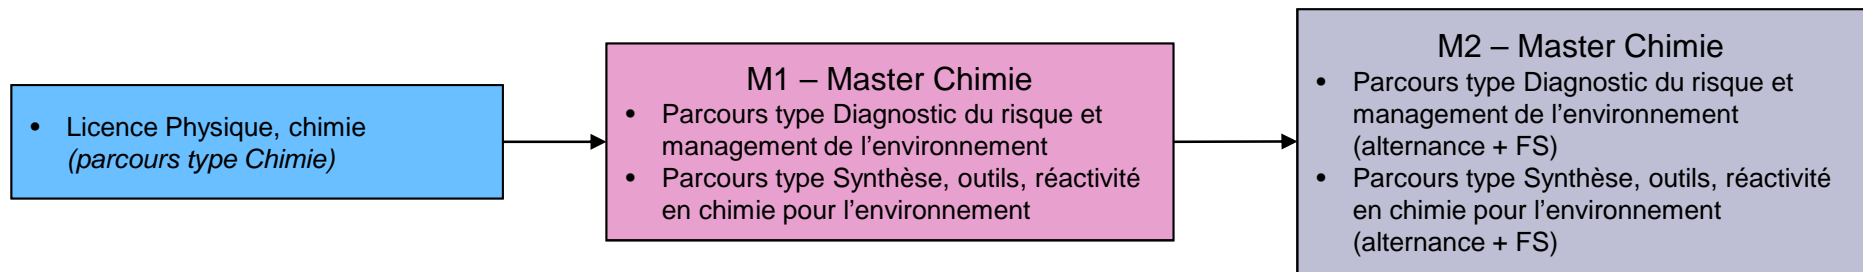 • Licence Physique, chimie
(parcours type Chimie)
M1 – Master Chimie
• Parcours type Diagnostic du risque et
management de l’environnement
• Parcours type Synthèse, outils, réactivité
en chimie pour l’environnement
M2 – Master Chimie
• Parcours type Diagnostic du risque et
management de l’environnement
(alternance + FS)
• Parcours type Synthèse, outils, réactivité
en chimie pour l’environnement
(alternance + FS)